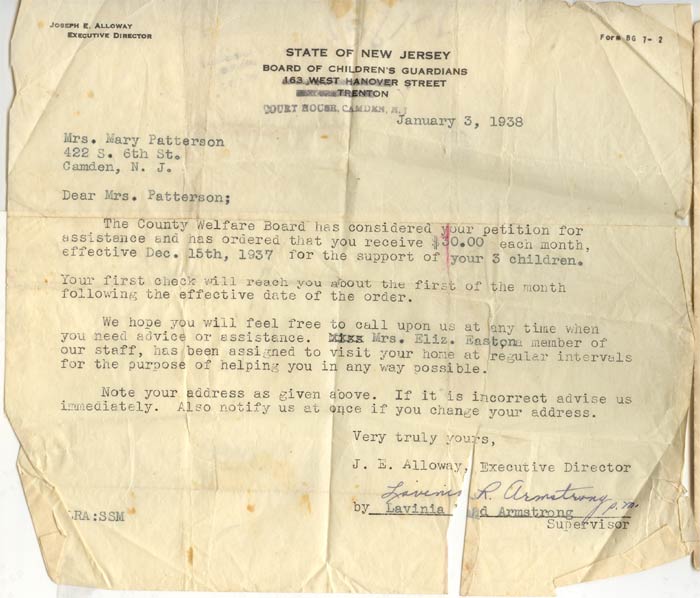 JOSEPH E. ALLOWAY
EXECUTIVE DIRECTOR
Form BG 7- 2
STATE OF NEW JERSEY
BOARD OF CHILDREN'S GUARDIANS
163 WEST HANOVER STREET
TRENTON
COURT HOUSE, CAMDEN, N.J
January 3, 1938
Mrs. Mary Patterson
422 S. 6th St.
Camden, N. J.
Dear Mrs. Patterson;
The County Welfare Board has considered your petition for
assistance and has ordered that you receive $30.00 each month,
effective Dec. 15th, 1937 for the support of your 3 children.
Your first check will reach you about the first of the month
following the effective date of the order.
We hope you will feel free to call upon us at any time when
you need advice or assistance. Mrs. Eliz. Easton a member of
our staff, has been assigned to visit your home at regular intervals
for the purpose of helping you in any way possible.
Note your address as given above. If it is incorrect advise us
immediately. Also notify us at once if you change your address.
Very truly yours,
J. E. Alloway, Executive Director
Lavinia R. Armstrong p.m.
by Lavinia Armstrong
Supervisor
LRA:SSM